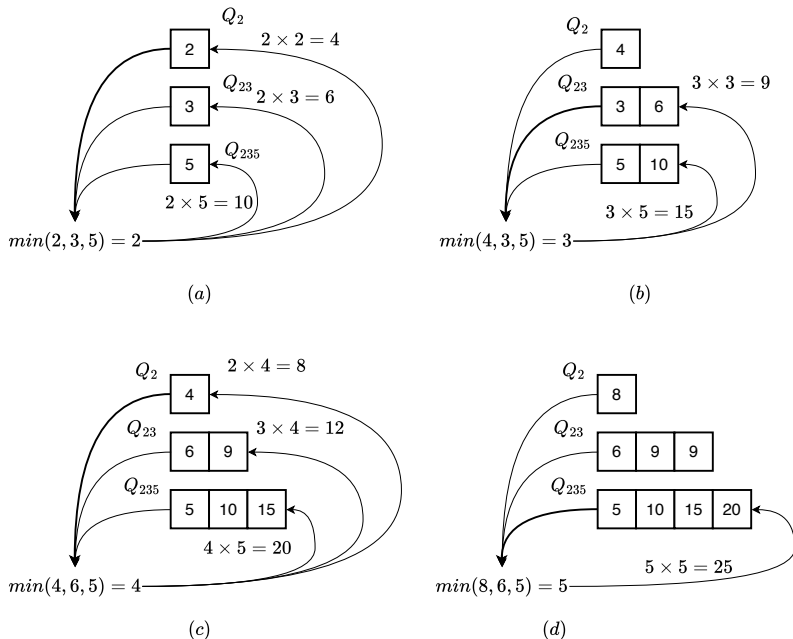 Q₂
2
2 × 2 = 4
Q₂₃
3
2 × 3 = 6
Q₂₃₅
5
2 × 5 = 10
min(2, 3, 5) = 2
(a)
Q₂
4
Q₂₃
3 6
3 × 3 = 9
Q₂₃₅
5 10
3 × 5 = 15
min(4, 3, 5) = 3
(b)
Q₂
4
2 × 4 = 8
Q₂₃
6 9
3 × 4 = 12
Q₂₃₅
5 10 15
4 × 5 = 20
min(4, 6, 5) = 4
(c)
Q₂
8
Q₂₃
6 9 9
Q₂₃₅
5 10 15 20
5 × 5 = 25
min(8, 6, 5) = 5
(d)